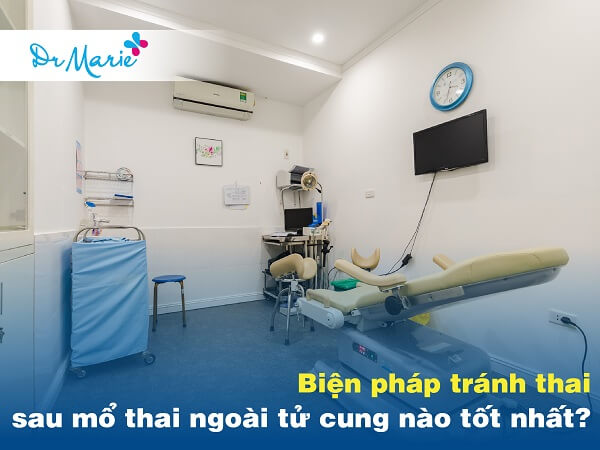 Dr Marie
Biện pháp tránh thai
sau mổ thai ngoài tử cung nào tốt nhất?